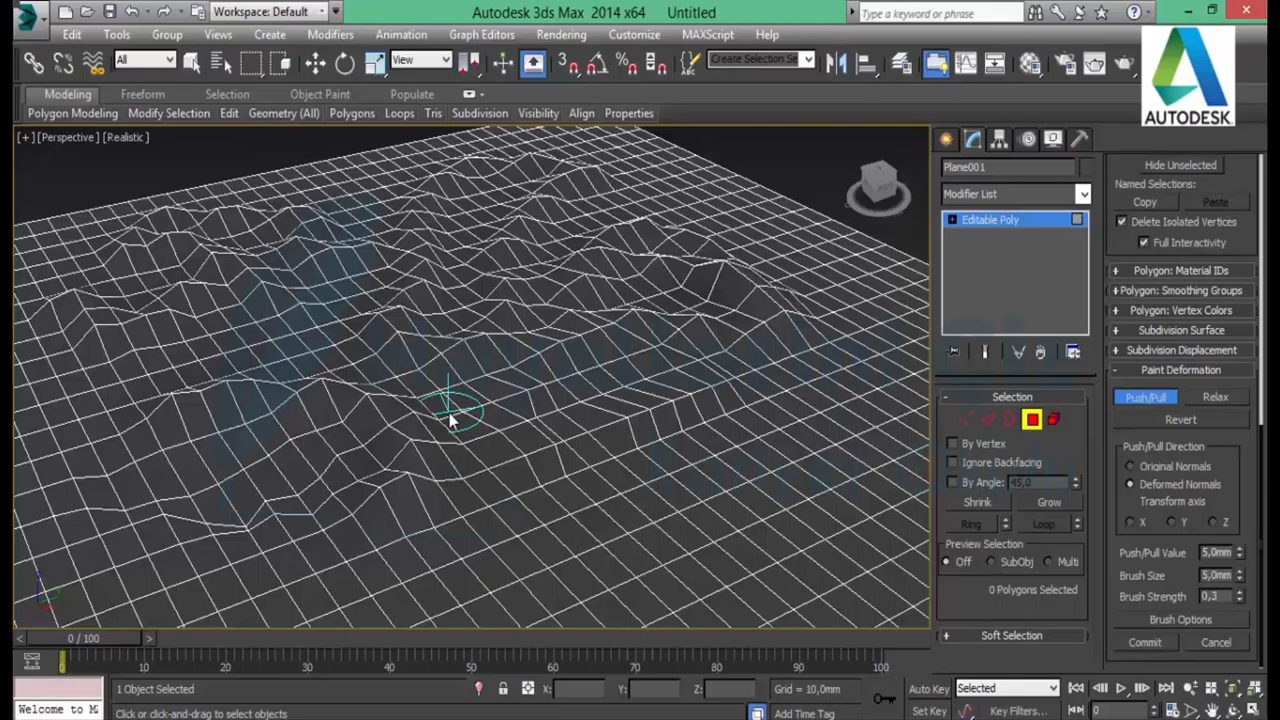 Workspace: Default
Autodesk 3ds Max 2014 x64 Untitled
Type a keyword or phrase
Edit Tools Group Views Create Modifiers Animation Graph Editors Rendering Customize MAXScript Help
All
View
Create Selection Se
AUTODESK
Modeling Freeform Selection Object Paint Populate
Polygon Modeling Modify Selection Edit Geometry (All) Polygons Loops Tris Subdivision Visibility Align Properties
[+] [Perspective] [Realistic]
Plane001
Modifier List
Editable Poly
Selection
By Vertex
Ignore Backfacing
By Angle: 45,0
Shrink Grow
Ring Loop
Preview Selection
Off SubObj Multi
0 Polygons Selected
Soft Selection
Hide Unselected
Named Selections:
Copy Paste
Delete Isolated Vertices
Full Interactivity
Polygon: Material IDs
Polygon: Smoothing Groups
Polygon: Vertex Colors
Subdivision Surface
Subdivision Displacement
Paint Deformation
Push/Pull Relax
Revert
Push/Pull Direction
Original Normals
Deformed Normals
Transform axis
X Y Z
Push/Pull Value 5,0mm
Brush Size 5,0mm
Brush Strength 0,3
Brush Options
Commit Cancel
0 / 100
0 10 20 30 40 50 60 70 80 90 100
1 Object Selected X: Y: Z: Grid = 10,0mm Auto Key Selected
Welcome to M
Click or click-and-drag to select objects Add Time Tag Set Key Key Filters... 0